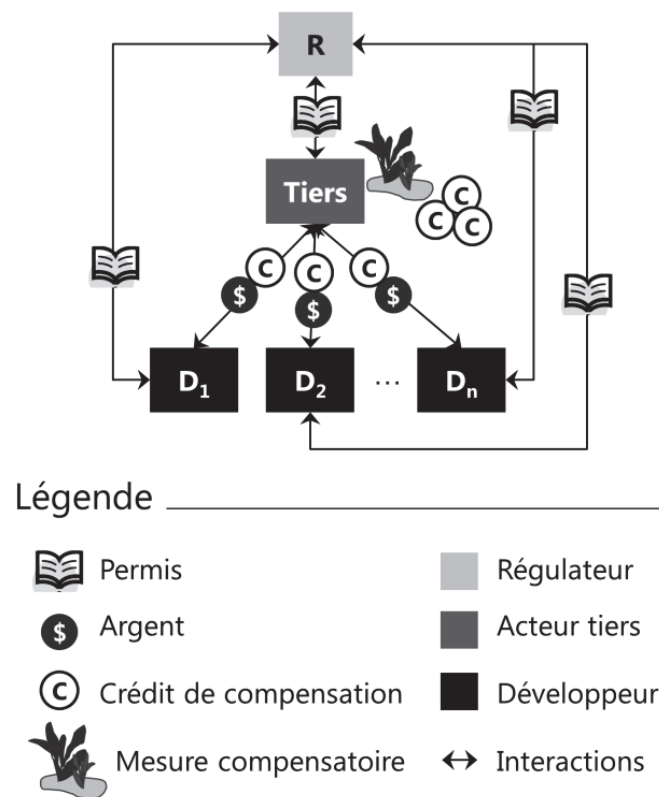 R
Tiers
C
C C
C C C
$ $ $
D₁ D₂ ... Dₙ
Légende
Permis
Régulateur
$ Argent
Acteur tiers
C Crédit de compensation
Développeur
Mesure compensatoire
Interactions